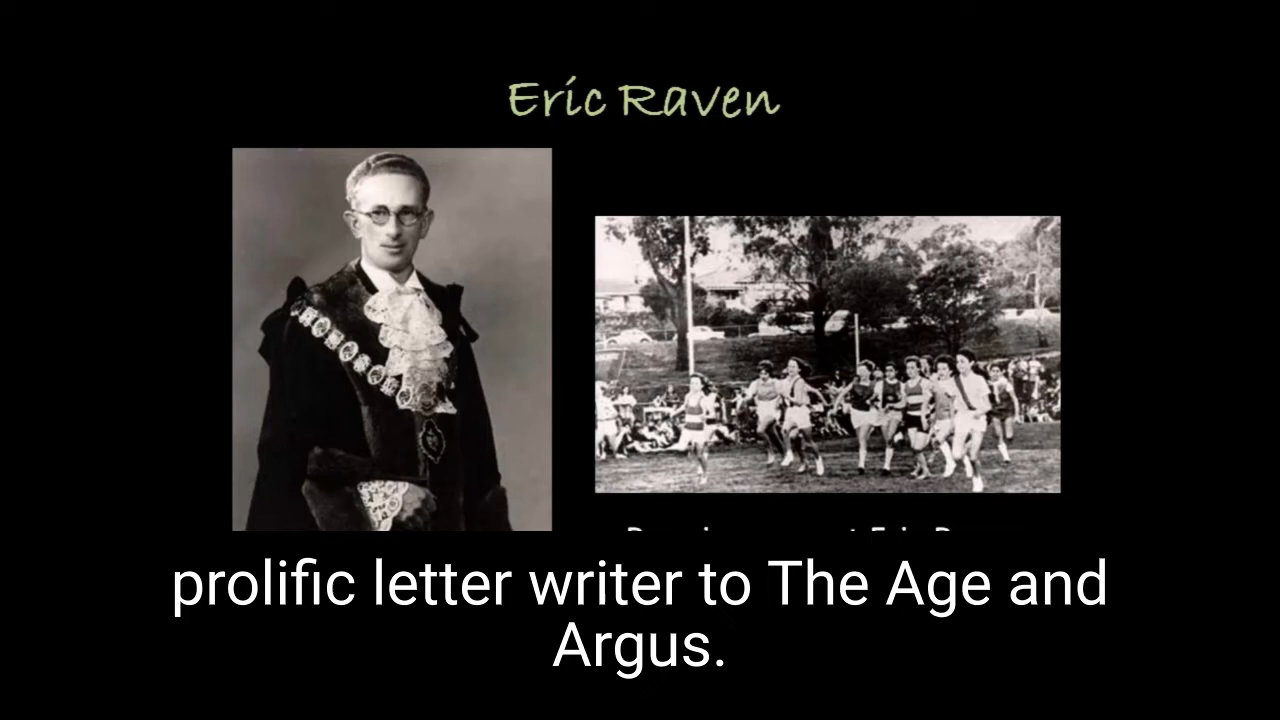 Eric Raven
prolific letter writer to The Age and
Argus.